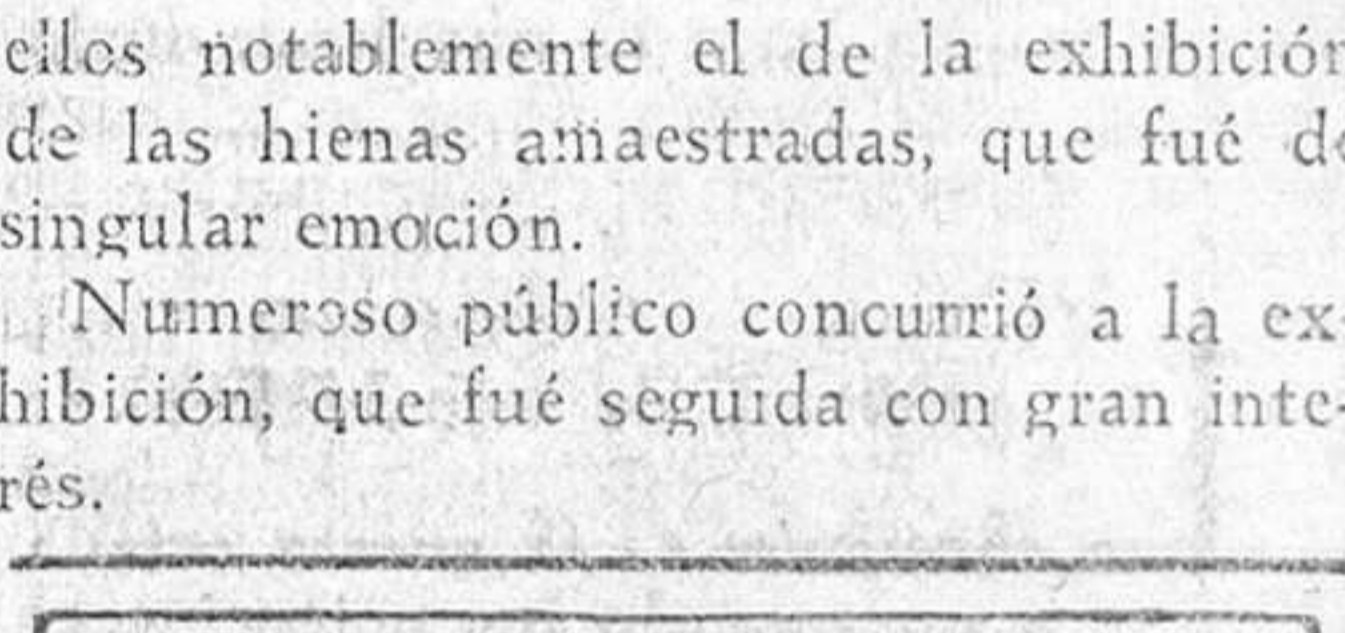 ellos notablemente el de la exhibición
de las hienas amaestradas, que fué de
singular emoción.
Numeroso público concurrió a la ex-
hibición, que fué seguida con gran inte-
rés.